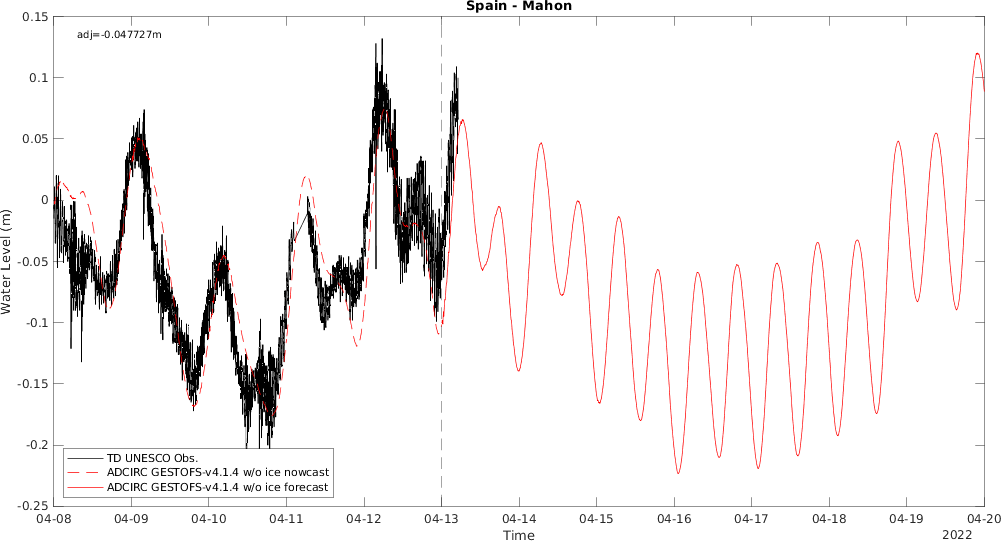 Spain - Mahon
adj=-0.047727m
0.15
0.1
0.05
0
-0.05
-0.1
-0.15
-0.2
-0.25
Water Level (m)
TD UNESCO Obs.
ADCIRC GESTOFS-v4.1.4 w/o ice nowcast
ADCIRC GESTOFS-v4.1.4 w/o ice forecast
04-08 04-09 04-10 04-11 04-12 04-13 04-14 04-15 04-16 04-17 04-18 04-19 04-20
Time
2022